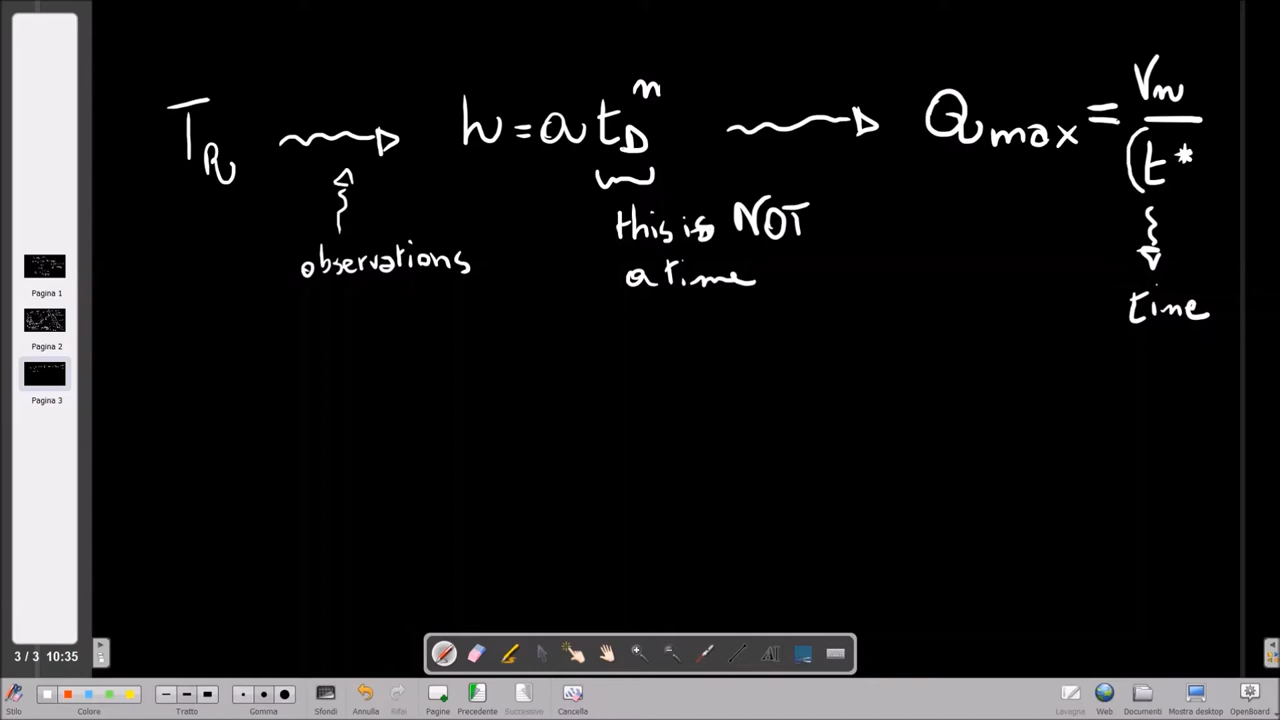 T_R → h = a t_D^n → Q_max = V_n / (t*
observations
this is NOT
a time
time
Pagina 1
Pagina 2
Pagina 3
3 / 3 10:35
Stilo
Colore
Tratto
Gomma
Sfondi
Annulla
Rifai
Pagine
Precedente
Successivo
Cancella
Lavagna
Web
Documenti
Mostra desktop
OpenBoard